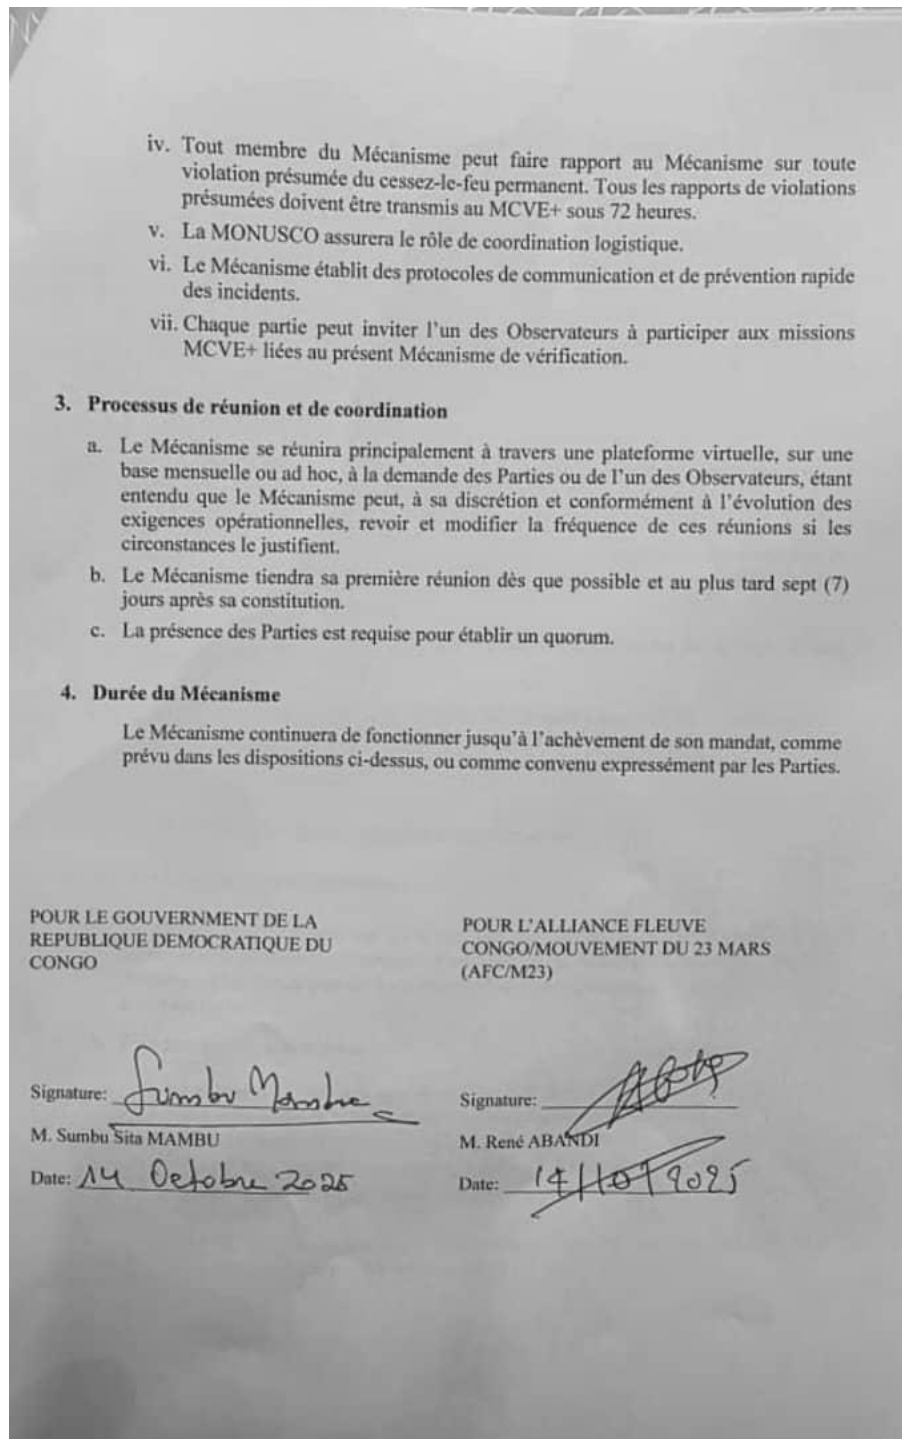 iv. Tout membre du Mécanisme peut faire rapport au Mécanisme sur toute
violation présumée du cessez-le-feu permanent. Tous les rapports de violations
présumées doivent être transmis au MCVE+ sous 72 heures.
v. La MONUSCO assurera le rôle de coordination logistique.
vi. Le Mécanisme établit des protocoles de communication et de prévention rapide
des incidents.
vii. Chaque partie peut inviter l'un des Observateurs à participer aux missions
MCVE+ liées au présent Mécanisme de vérification.
3. Processus de réunion et de coordination
a. Le Mécanisme se réunira principalement à travers une plateforme virtuelle, sur une
base mensuelle ou ad hoc, à la demande des Parties ou de l'un des Observateurs, étant
entendu que le Mécanisme peut, à sa discrétion et conformément à l'évolution des
exigences opérationnelles, revoir et modifier la fréquence de ces réunions si les
circonstances le justifient.
b. Le Mécanisme tiendra sa première réunion dès que possible et au plus tard sept (7)
jours après sa constitution.
c. La présence des Parties est requise pour établir un quorum.
4. Durée du Mécanisme
Le Mécanisme continuera de fonctionner jusqu'à l'achèvement de son mandat, comme
prévu dans les dispositions ci-dessus, ou comme convenu expressément par les Parties.
POUR LE GOUVERNMENT DE LA
REPUBLIQUE DEMOCRATIQUE DU
CONGO
Signature: Sumbu Mambu
M. Sumbu Sita MAMBU
Date: 14 Octobre 2025
POUR L'ALLIANCE FLEUVE
CONGO/MOUVEMENT DU 23 MARS
(AFC/M23)
Signature:
M. René ABANDI
Date: 14/10/2025